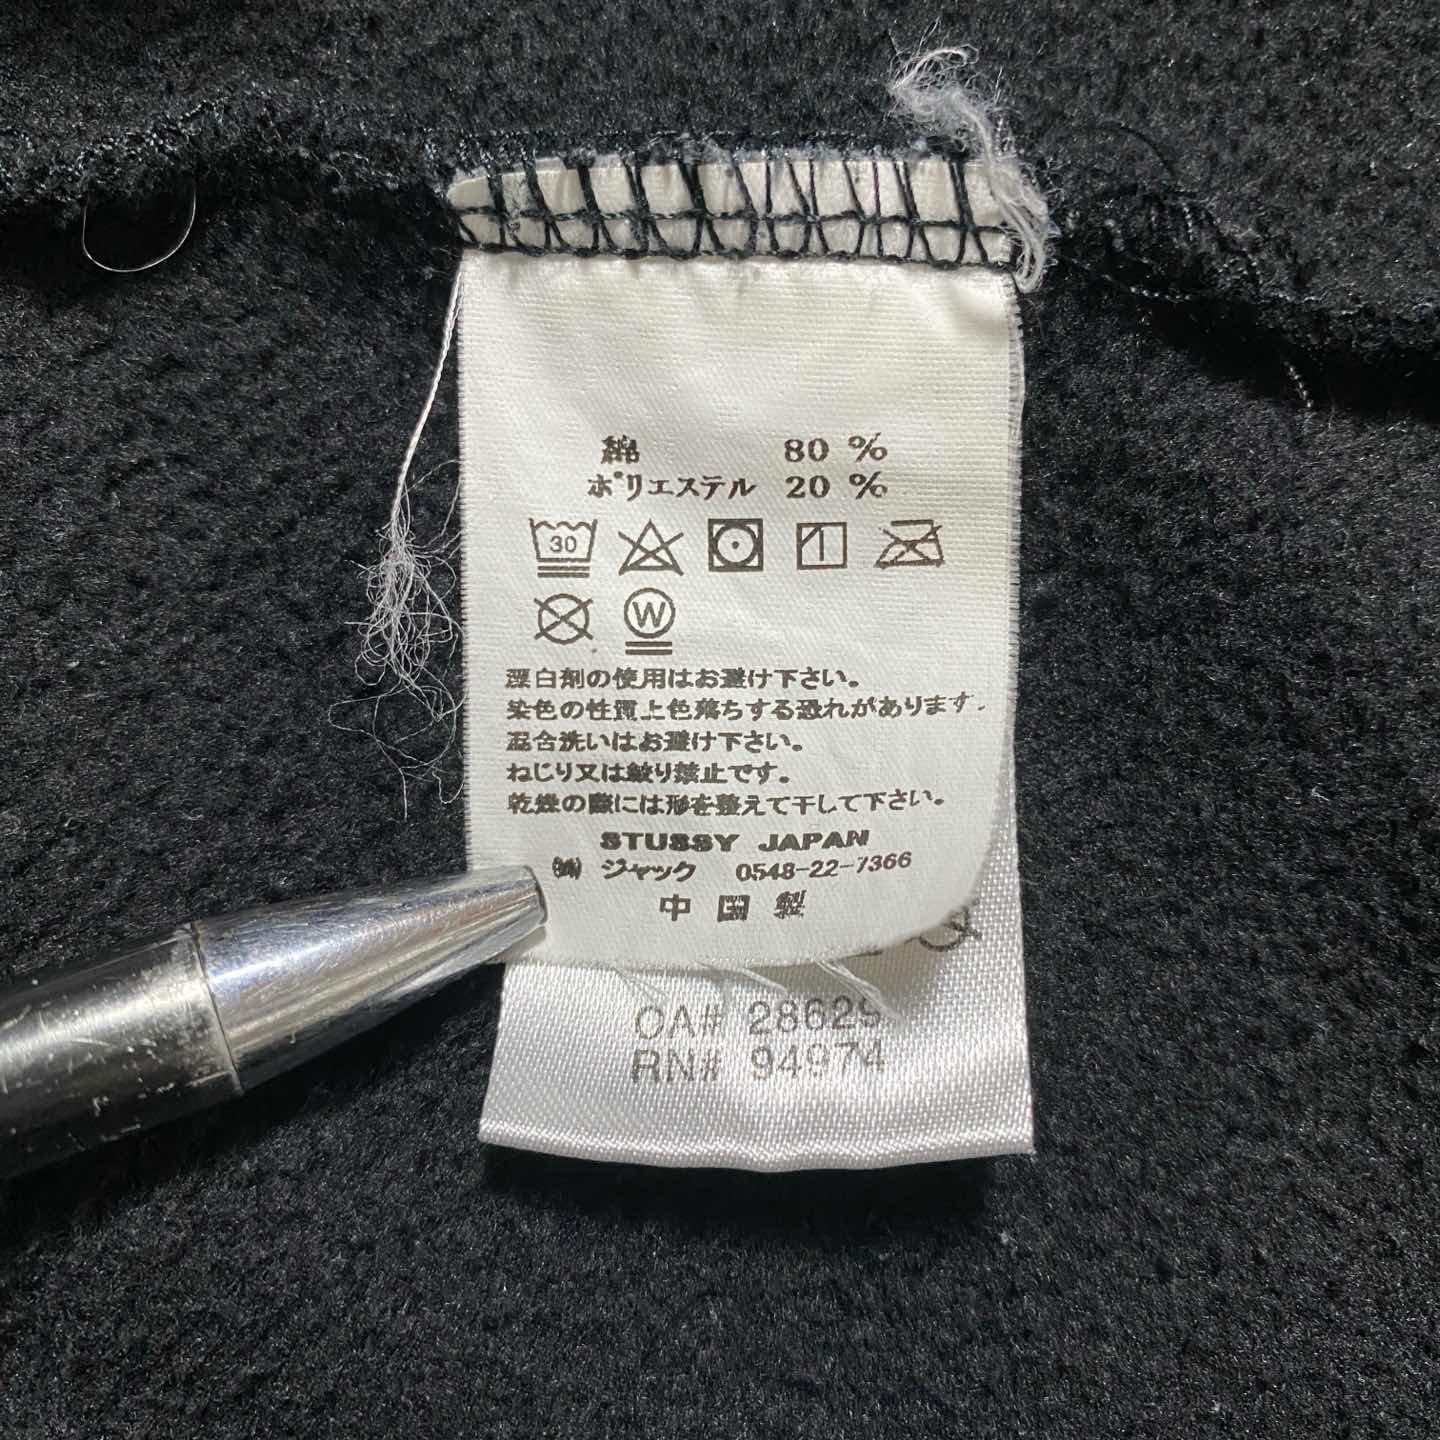 綿 80 %
ポリエステル 20 %
30
W
漂白剤の使用はお避け下さい。
染色の性質上色落ちする恐れがあります.
混合洗いはお避け下さい。
ねじり又は絞り禁止です。
乾燥の際には形を整えて干して下さい。
STUSSY JAPAN
㈱ ジャック 0548-22-7366
中国製
OA# 28629
RN# 94974